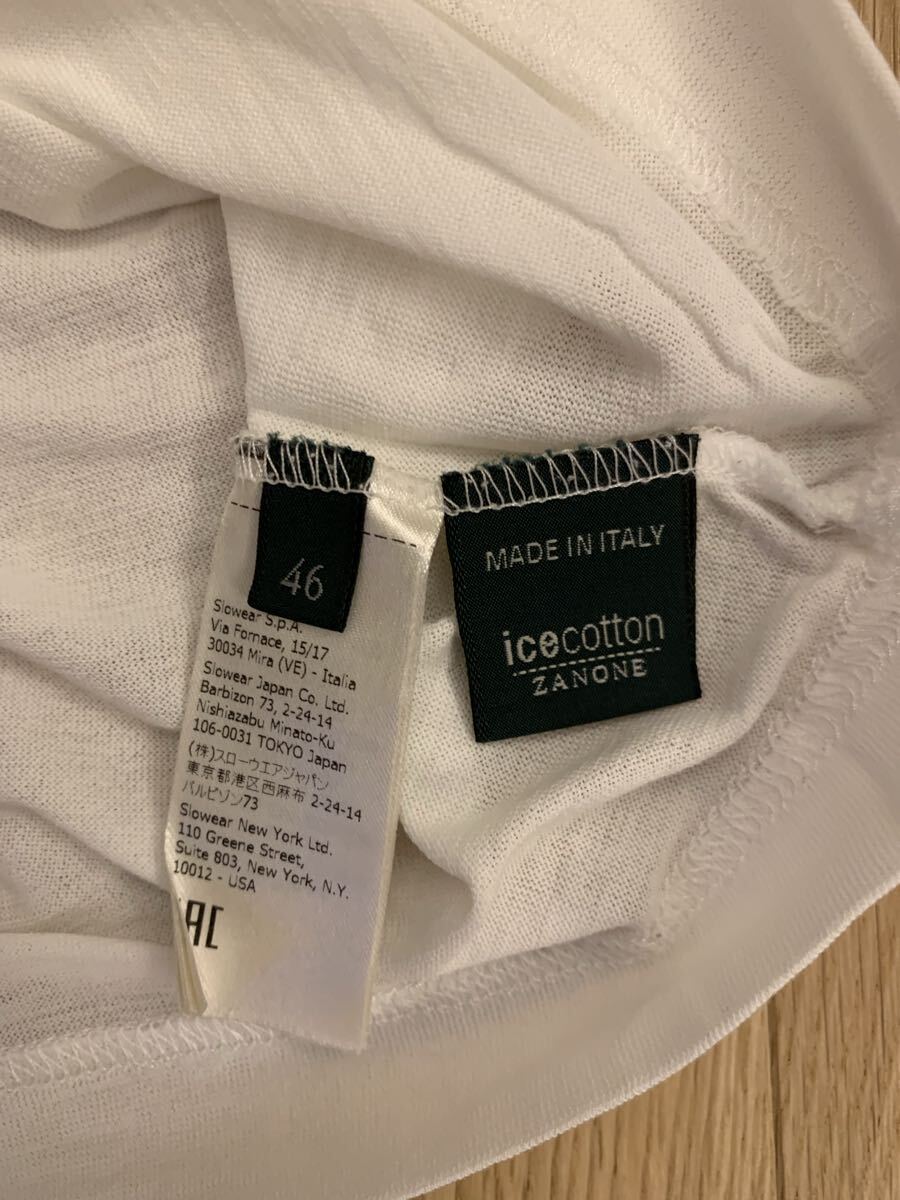 46
Slowear S.p.A.
Via Fornace, 15/17
30034 Mira (VE) - Italia
Slowear Japan Co. Ltd.
Barbizon 73, 2-24-14
Nishiazabu Minato-Ku
106-0031 TOKYO Japan
(株)スローウエアジャパン
東京都港区西麻布 2-24-14
バルビゾン73
Slowear New York Ltd.
110 Greene Street,
Suite 803, New York, N.Y.
10012 - USA
MADE IN ITALY
icecotton
ZANONE